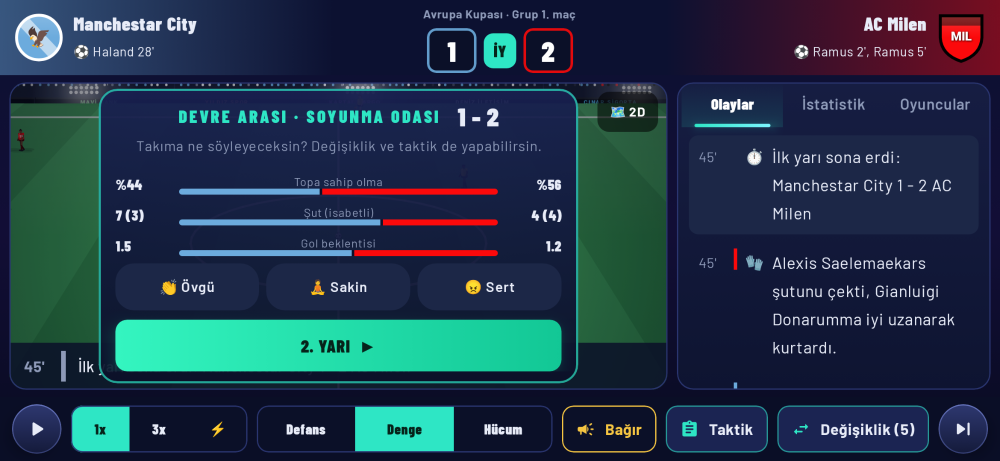 Manchestar City
⚽ Haland 28'
Avrupa Kupası · Grup 1. maç
1 İY 2
AC Milen
⚽ Ramus 2', Ramus 5'
MIL
DEVRE ARASI · SOYUNMA ODASI 1 - 2
Takıma ne söyleyeceksin? Değişiklik ve taktik de yapabilirsin.
%44 Topa sahip olma %56
7 (3) Şut (isabetli) 4 (4)
1.5 Gol beklentisi 1.2
👏 Övgü 🧘 Sakin 😠 Sert
2. YARI ►
🗺️ 2D
45' İlk
Olaylar İstatistik Oyuncular
45' ⏱️ İlk yarı sona erdi:
Manchestar City 1 - 2 AC
Milen
45' 🧤 Alexis Saelemaekars
şutunu çekti, Gianluigi
Donarumma iyi uzanarak
kurtardı.
1x 3x ⚡
Defans Denge Hücum
Bağır
Taktik
Değişiklik (5)